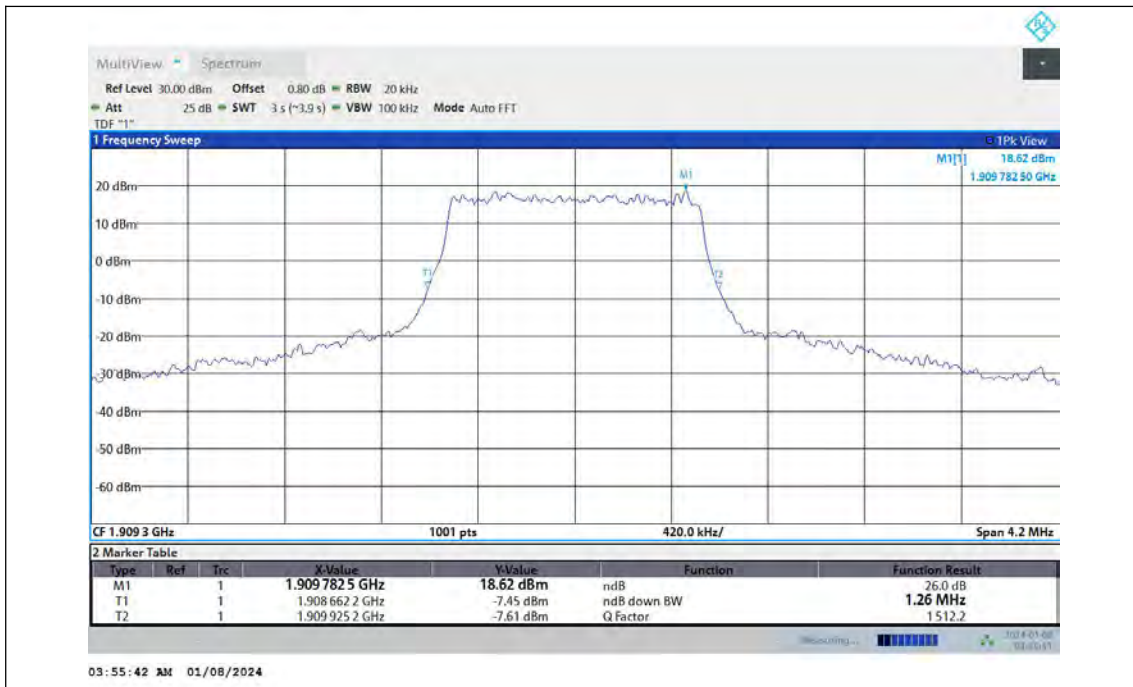 MultiView Spectrum
Ref Level 30.00 dBm Offset 0.80 dB RBW 20 kHz
Att 25 dB SWT 3 s (~3.9 s) VBW 100 kHz Mode Auto FFT
TDF "1"
1 Frequency Sweep 1Pk View
M1[1] 18.62 dBm
1.909 782 50 GHz
M1
20 dBm
10 dBm
0 dBm
T1 T2
-10 dBm
-20 dBm
-30 dBm
-40 dBm
-50 dBm
-60 dBm
CF 1.909 3 GHz 1001 pts 420.0 kHz/ Span 4.2 MHz
2 Marker Table
Type Ref Trc X-Value Y-Value Function Function Result
M1 1 1.909 782 5 GHz 18.62 dBm ndB 26.0 dB
T1 1 1.908 662 2 GHz -7.45 dBm ndB down BW 1.26 MHz
T2 1 1.909 925 2 GHz -7.61 dBm Q Factor 1 512.2
Measuring...
03:55:42 AM 01/08/2024